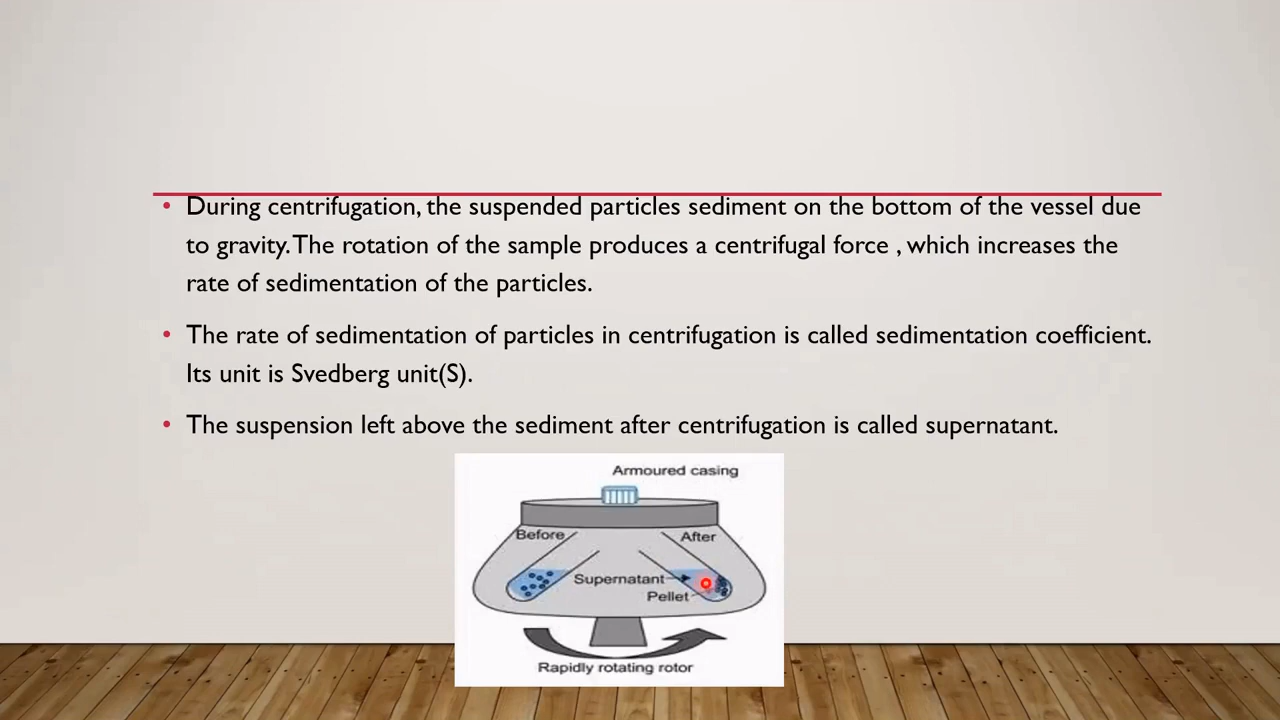 • During centrifugation, the suspended particles sediment on the bottom of the vessel due
to gravity. The rotation of the sample produces a centrifugal force , which increases the
rate of sedimentation of the particles.
• The rate of sedimentation of particles in centrifugation is called sedimentation coefficient.
Its unit is Svedberg unit(S).
• The suspension left above the sediment after centrifugation is called supernatant.
Armoured casing
Before
After
Supernatant
Pellet
Rapidly rotating rotor